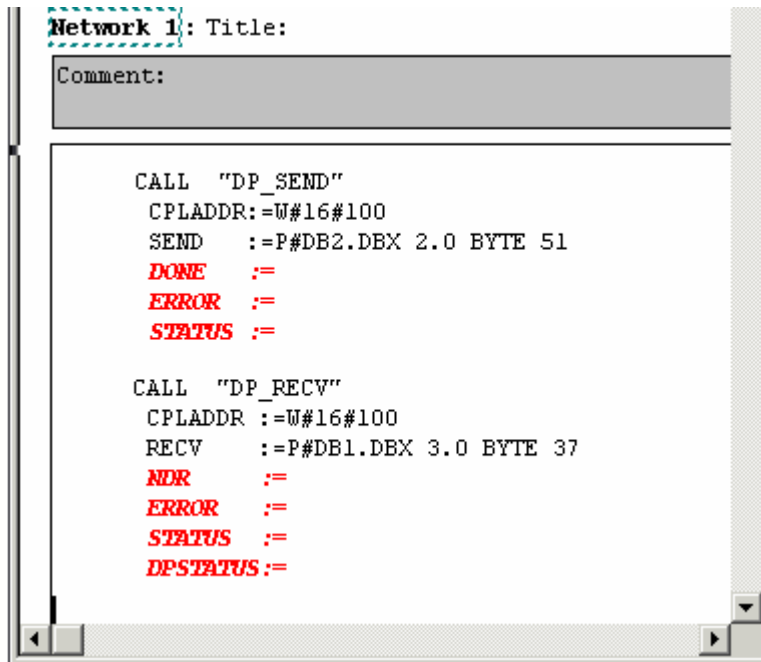 Network 1: Title:
Comment:
CALL "DP_SEND"
CPLADDR:=W#16#100
SEND :=P#DB2.DBX 2.0 BYTE 51
DONE :=
ERROR :=
STATUS :=
CALL "DP_RECV"
CPLADDR :=W#16#100
RECV :=P#DB1.DBX 3.0 BYTE 37
NDR :=
ERROR :=
STATUS :=
DPSTATUS:=